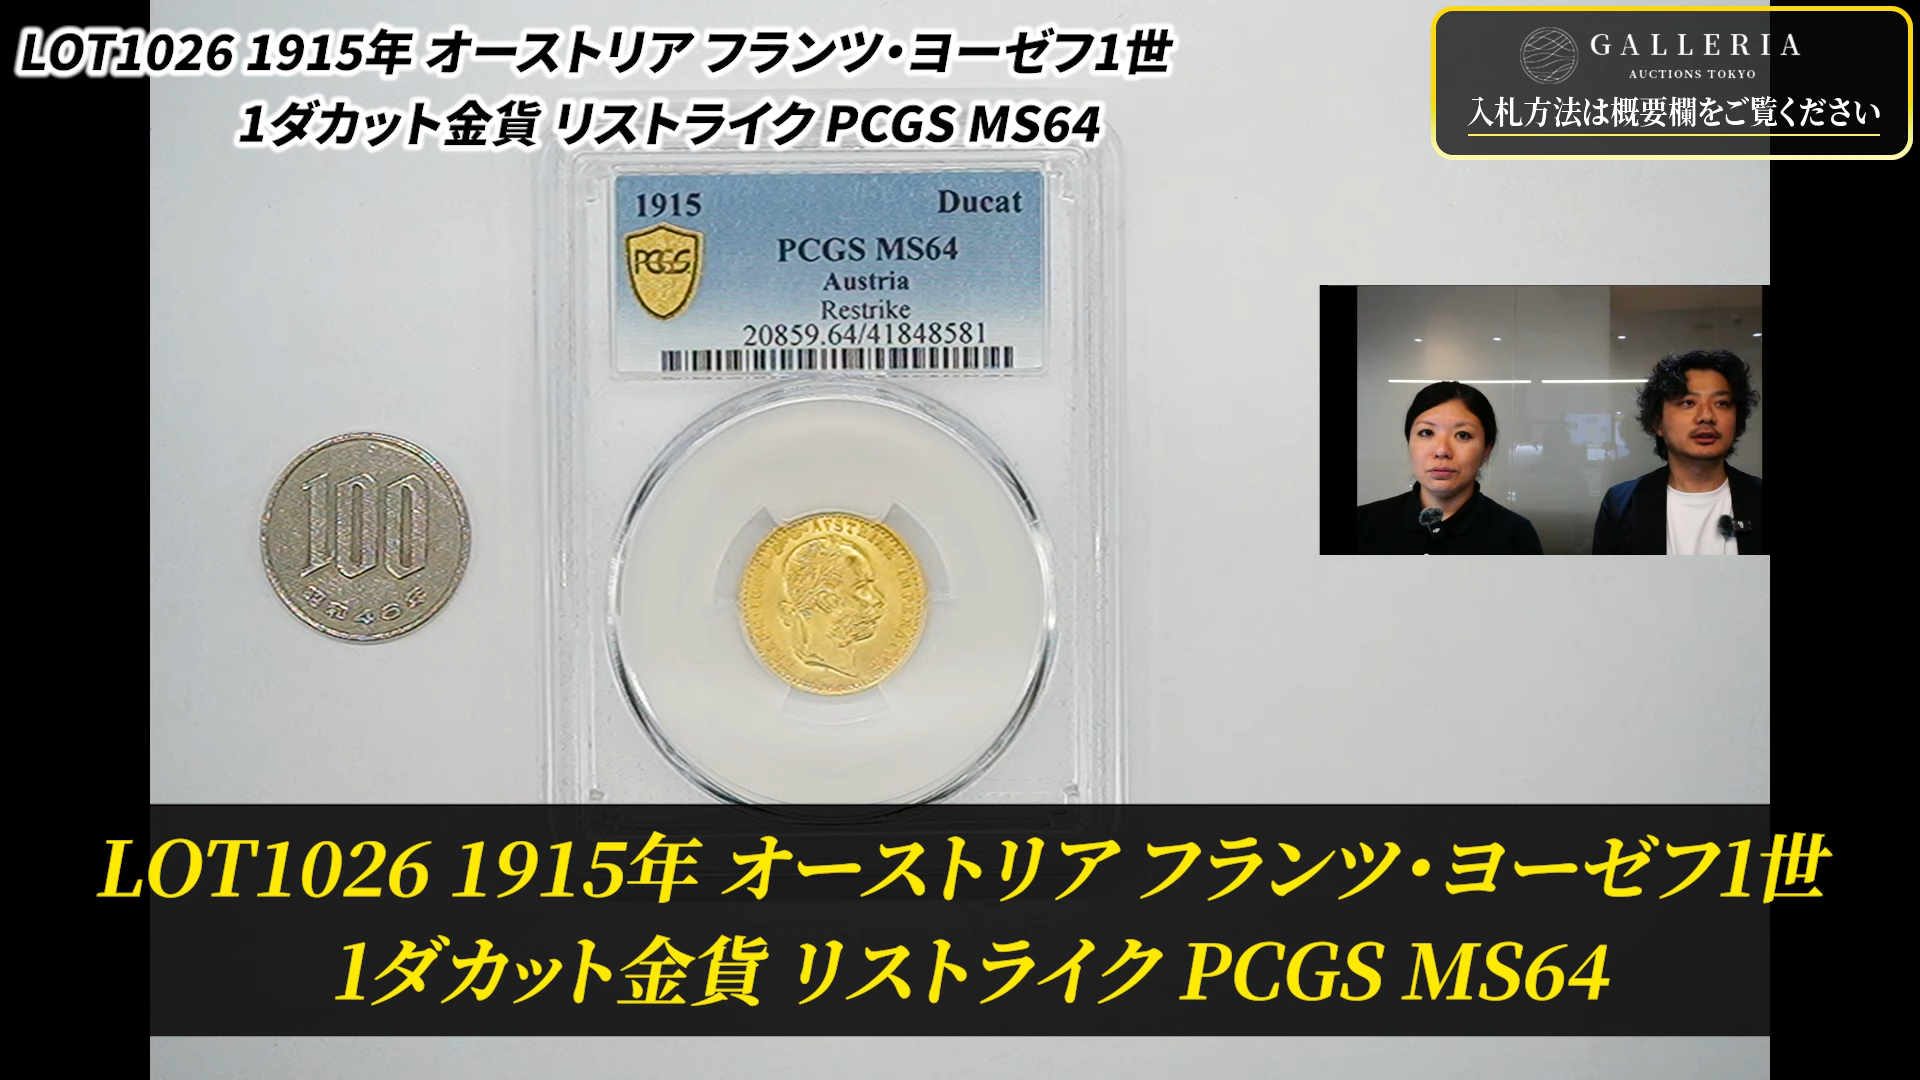 LOT1026 1915年 オーストリア フランツ・ヨーゼフ1世
1ダカット金貨 リストライク PCGS MS64
GALLERIA
AUCTIONS TOKYO
入札方法は概要欄をご覧ください
1915 Ducat
PCGS
PCGS MS64
Austria
Restrike
20859.64/41848581
100
昭和46年
LOT1026 1915年 オーストリア フランツ・ヨーゼフ1世
1ダカット金貨 リストライク PCGS MS64